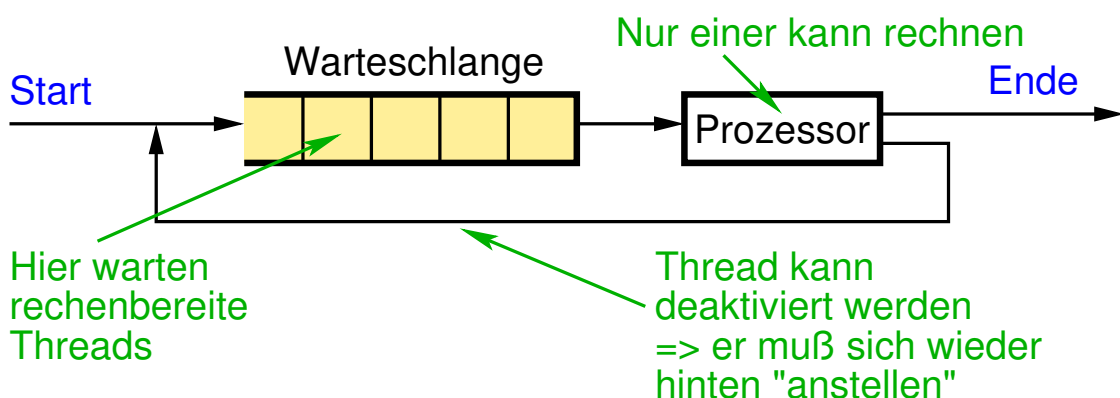 Nur einer kann rechnen
Warteschlange
Start
Ende
Prozessor
Hier warten
rechenbereite
Threads
Thread kann
deaktiviert werden
=> er muß sich wieder
hinten "anstellen"